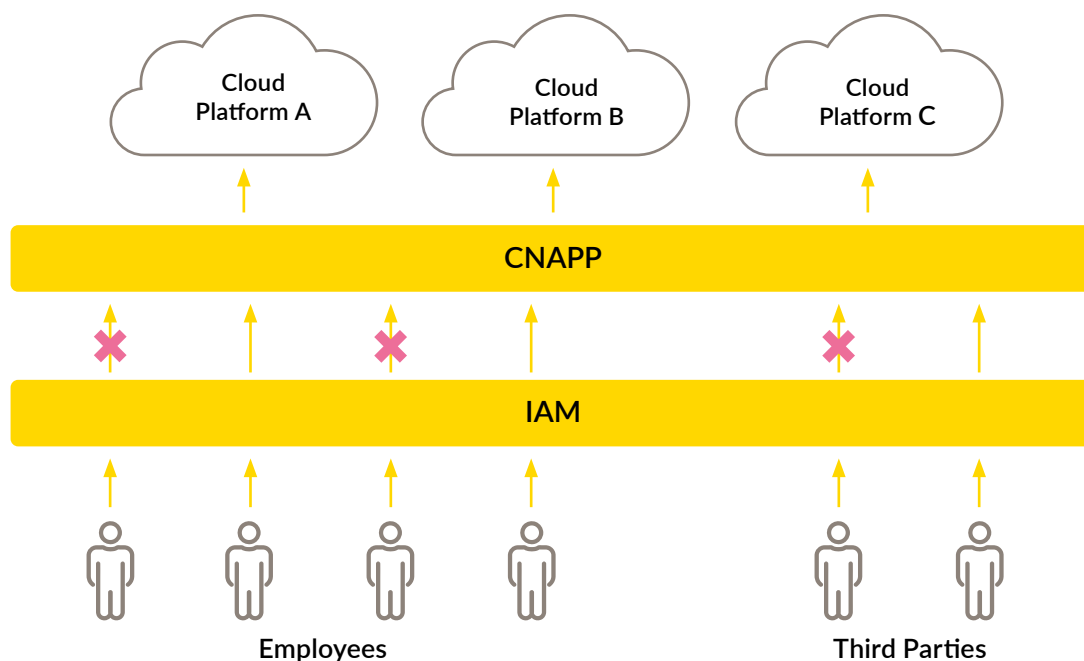 Cloud
Platform A
Cloud
Platform B
Cloud
Platform C
CNAPP
IAM
Employees
Third Parties